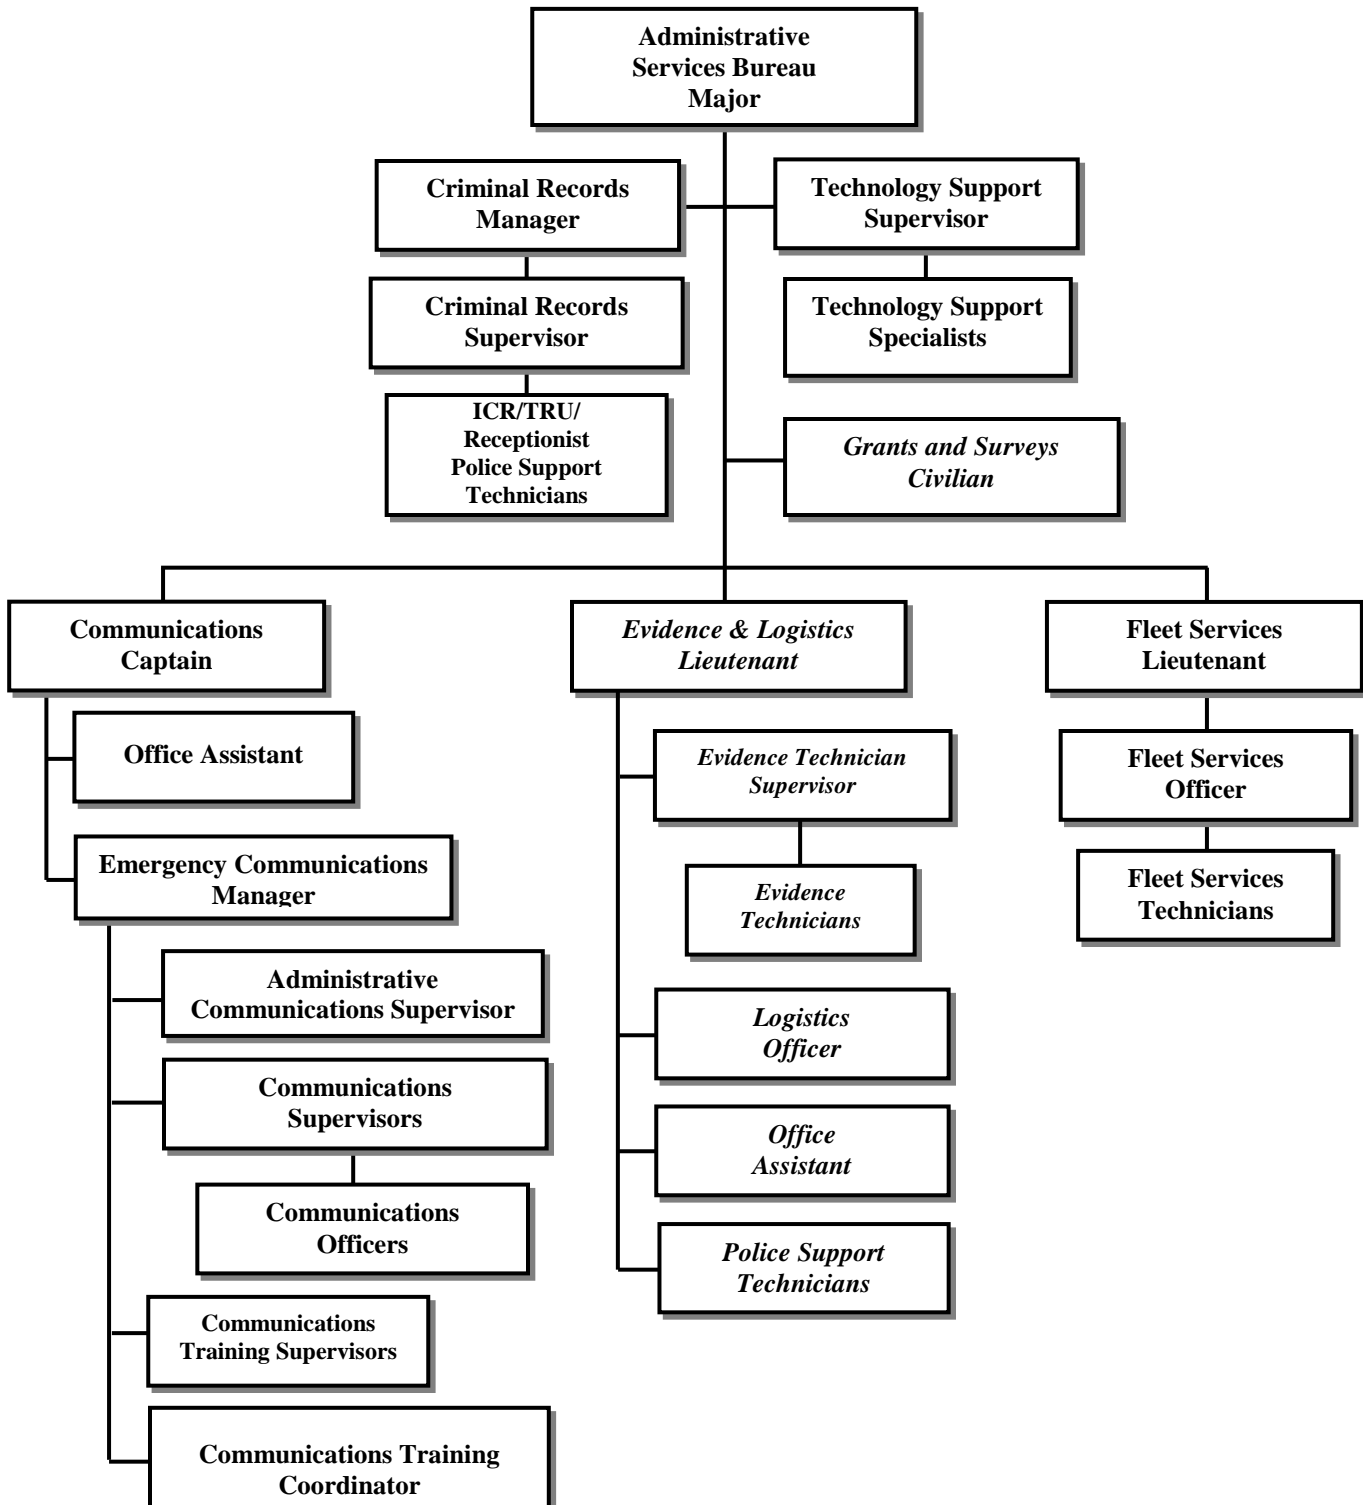 Administrative
Services Bureau
Major
Criminal Records
Manager
Technology Support
Supervisor
Criminal Records
Supervisor
Technology Support
Specialists
ICR/TRU/
Receptionist
Police Support
Technicians
Grants and Surveys
Civilian
Communications
Captain
Evidence & Logistics
Lieutenant
Fleet Services
Lieutenant
Office Assistant
Evidence Technician
Supervisor
Fleet Services
Officer
Emergency Communications
Manager
Evidence
Technicians
Fleet Services
Technicians
Administrative
Communications Supervisor
Logistics
Officer
Communications
Supervisors
Office
Assistant
Communications
Officers
Police Support
Technicians
Communications
Training Supervisors
Communications Training
Coordinator